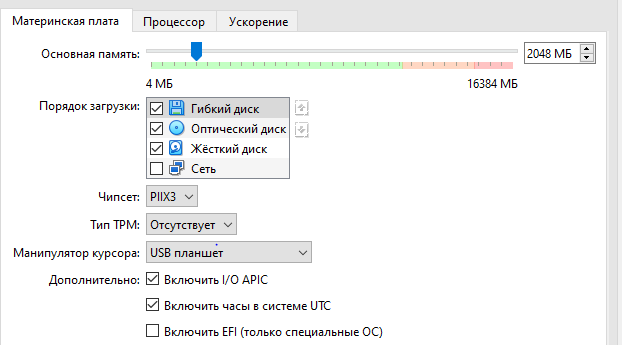 Материнская плата Процессор Ускорение
Основная память: 2048 МБ
4 МБ 16384 МБ
Порядок загрузки: Гибкий диск
Оптический диск
Жёсткий диск
Сеть
Чипсет: PIIX3
Тип TPM: Отсутствует
Манипулятор курсора: USB планшет
Дополнительно: Включить I/O APIC
Включить часы в системе UTC
Включить EFI (только специальные ОС)